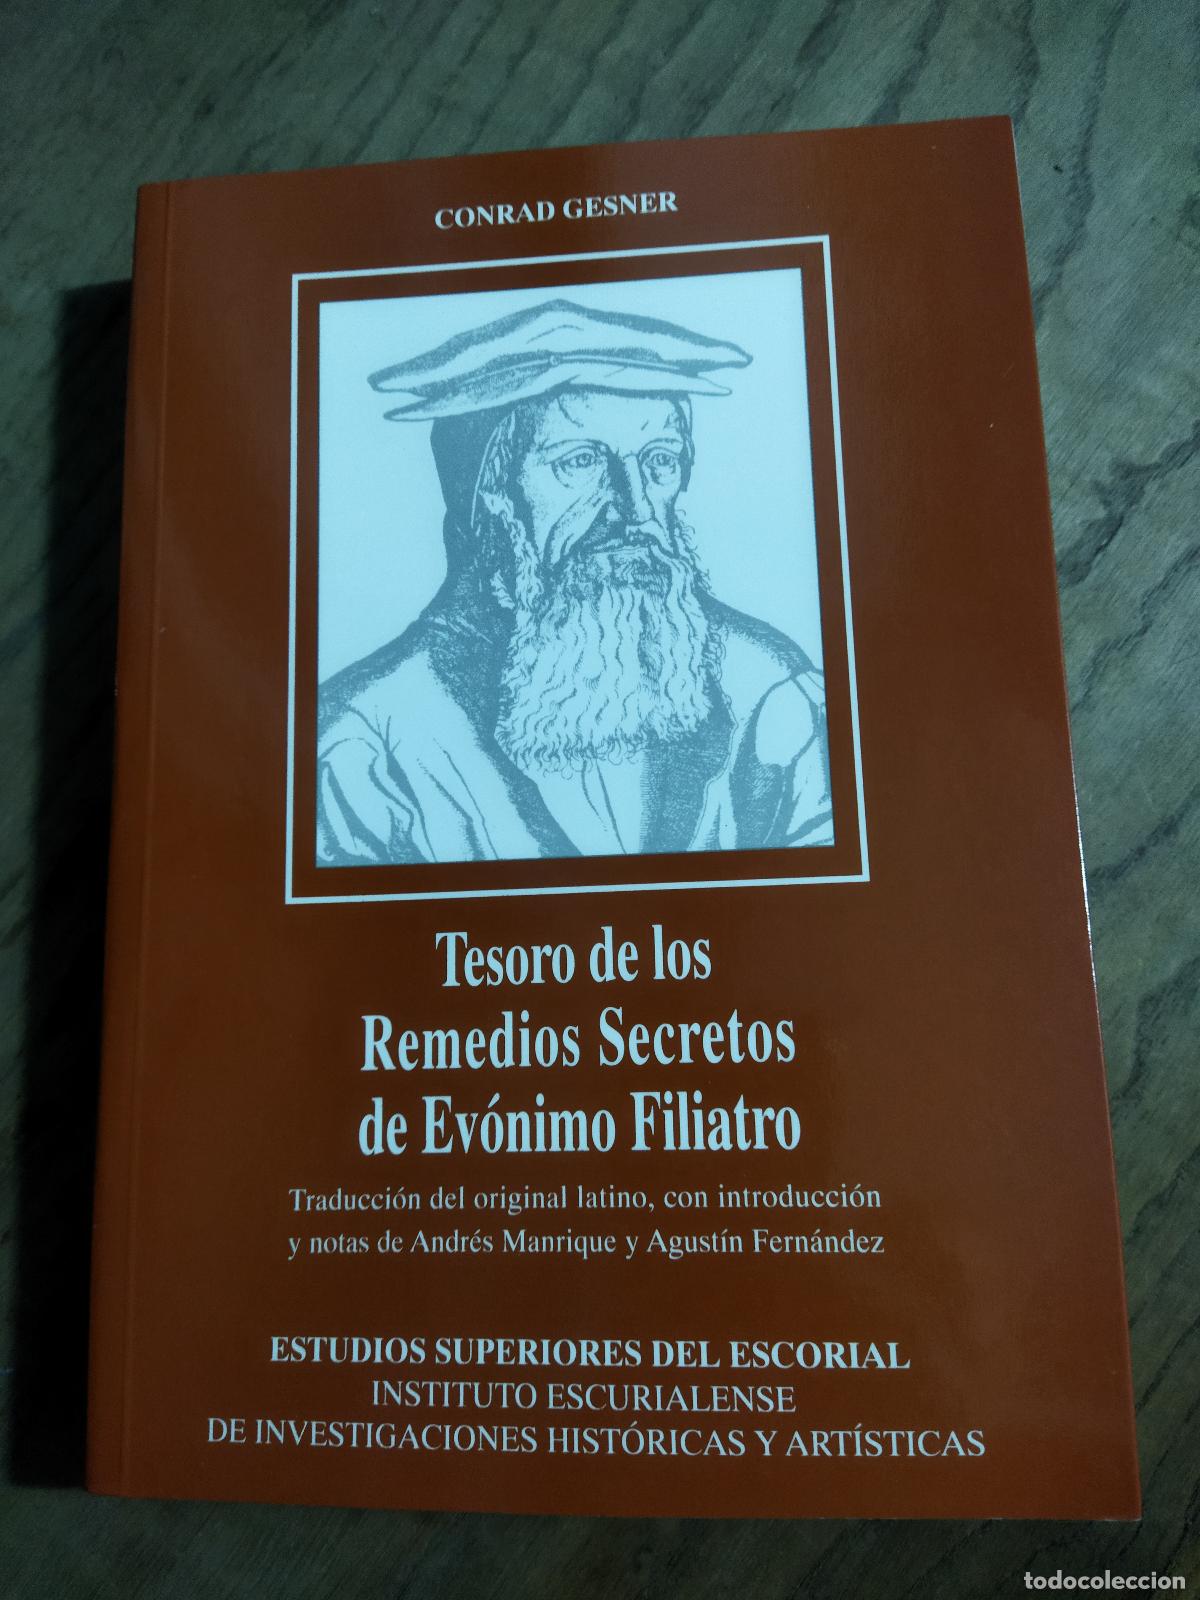 CONRAD GESNER
Tesoro de los
Remedios Secretos
de Evónimo Filiatro
Traducción del original latino, con introducción
y notas de Andrés Manrique y Agustín Fernández
ESTUDIOS SUPERIORES DEL ESCORIAL
INSTITUTO ESCURIALENSE
DE INVESTIGACIONES HISTÓRICAS Y ARTÍSTICAS
todocoleccion